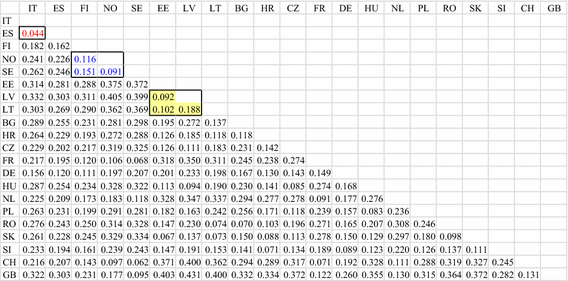 IT ES FI NO SE EE LV LT BG HR CZ FR DE HU NL PL RO SK SI CH GB
IT
ES 0.044
FI 0.182 0.162
NO 0.241 0.226 0.116
SE 0.262 0.246 0.151 0.091
EE 0.314 0.281 0.288 0.375 0.372
LV 0.332 0.303 0.311 0.405 0.399 0.092
LT 0.303 0.269 0.290 0.362 0.369 0.102 0.188
BG 0.289 0.255 0.231 0.281 0.298 0.195 0.272 0.137
HR 0.264 0.229 0.193 0.272 0.288 0.126 0.185 0.118 0.118
CZ 0.229 0.202 0.217 0.319 0.325 0.126 0.111 0.183 0.231 0.142
FR 0.217 0.195 0.120 0.106 0.068 0.318 0.350 0.311 0.245 0.238 0.274
DE 0.156 0.120 0.111 0.197 0.207 0.201 0.233 0.198 0.167 0.130 0.143 0.149
HU 0.287 0.254 0.234 0.328 0.322 0.113 0.094 0.190 0.230 0.141 0.085 0.274 0.168
NL 0.225 0.209 0.173 0.183 0.118 0.328 0.347 0.337 0.294 0.277 0.278 0.091 0.177 0.276
PL 0.263 0.231 0.199 0.291 0.281 0.182 0.163 0.242 0.256 0.171 0.118 0.239 0.157 0.083 0.236
RO 0.276 0.243 0.250 0.314 0.328 0.147 0.230 0.074 0.070 0.103 0.196 0.271 0.165 0.207 0.308 0.246
SK 0.261 0.228 0.245 0.329 0.334 0.067 0.137 0.073 0.150 0.088 0.113 0.278 0.150 0.129 0.297 0.180 0.098
SI 0.233 0.194 0.161 0.239 0.243 0.147 0.191 0.153 0.141 0.071 0.134 0.189 0.089 0.123 0.220 0.126 0.137 0.111
CH 0.216 0.207 0.143 0.097 0.062 0.371 0.400 0.362 0.294 0.289 0.317 0.071 0.192 0.328 0.111 0.288 0.319 0.327 0.245
GB 0.322 0.303 0.231 0.177 0.095 0.403 0.431 0.400 0.332 0.334 0.372 0.122 0.260 0.355 0.130 0.315 0.364 0.372 0.282 0.131